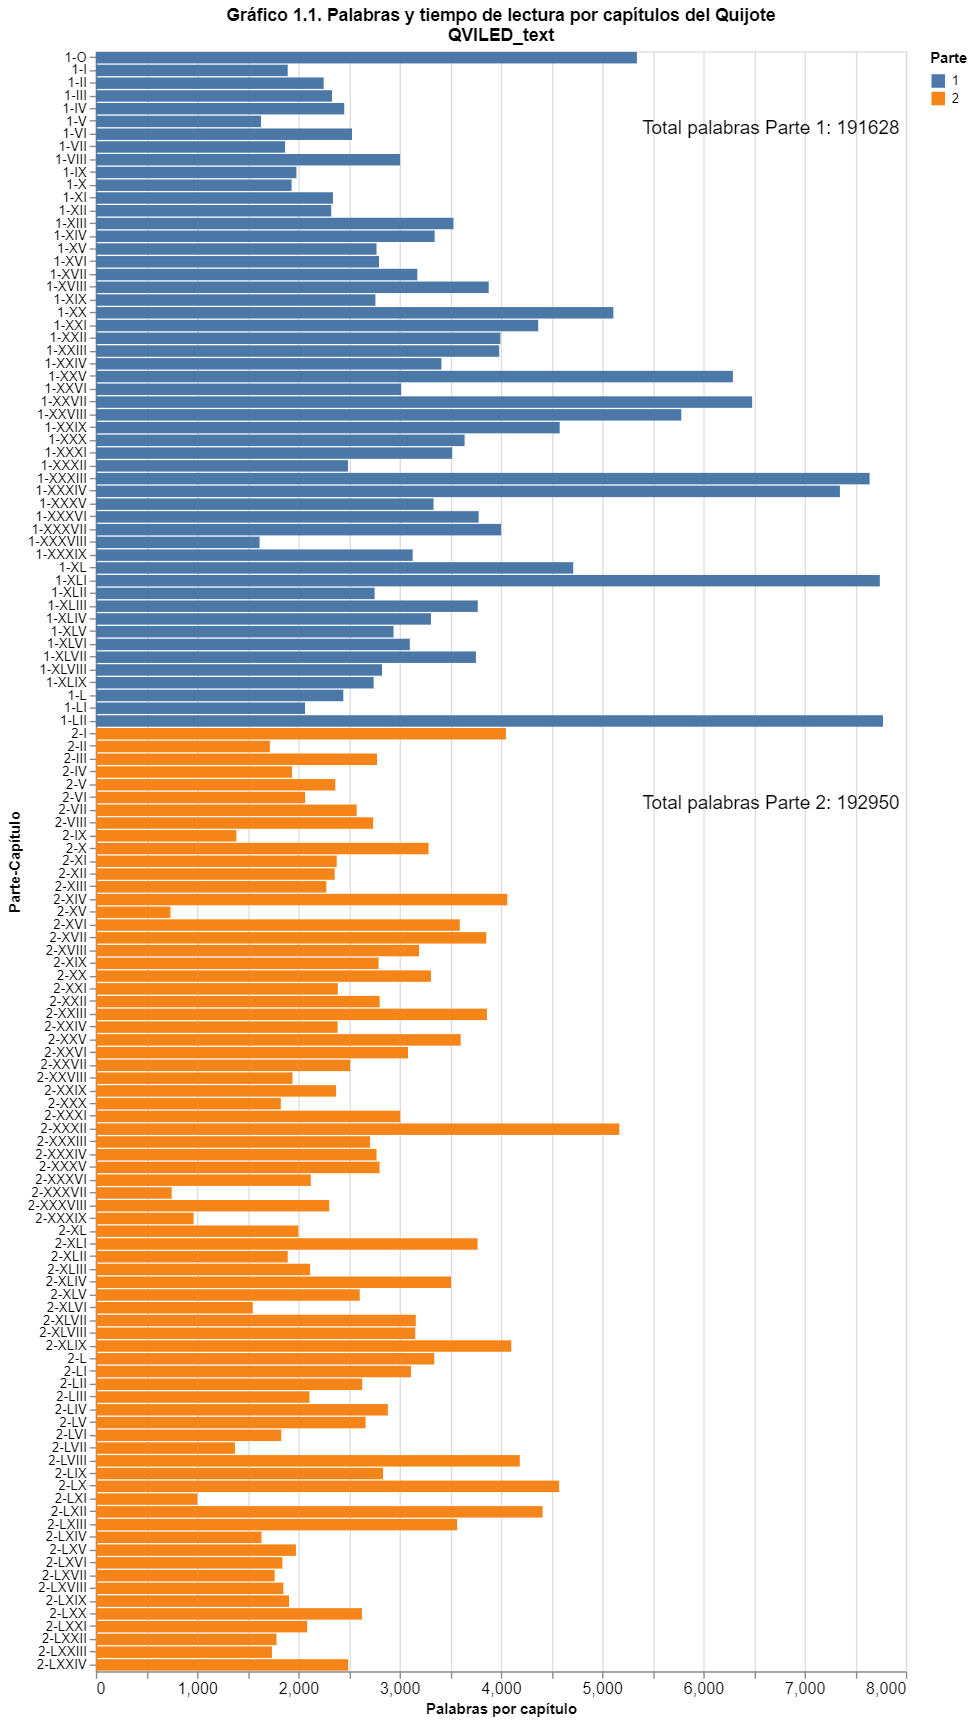 Gráfico 1.1. Palabras y tiempo de lectura por capítulos del Quijote
QVILED_text
Parte
1
2
Total palabras Parte 1: 191628
Total palabras Parte 2: 192950
Parte-Capítulo
1-O
1-I
1-II
1-III
1-IV
1-V
1-VI
1-VII
1-VIII
1-IX
1-X
1-XI
1-XII
1-XIII
1-XIV
1-XV
1-XVI
1-XVII
1-XVIII
1-XIX
1-XX
1-XXI
1-XXII
1-XXIII
1-XXIV
1-XXV
1-XXVI
1-XXVII
1-XXVIII
1-XXIX
1-XXX
1-XXXI
1-XXXII
1-XXXIII
1-XXXIV
1-XXXV
1-XXXVI
1-XXXVII
1-XXXVIII
1-XXXIX
1-XL
1-XLI
1-XLII
1-XLIII
1-XLIV
1-XLV
1-XLVI
1-XLVII
1-XLVIII
1-XLIX
1-L
1-LI
1-LII
2-I
2-II
2-III
2-IV
2-V
2-VI
2-VII
2-VIII
2-IX
2-X
2-XI
2-XII
2-XIII
2-XIV
2-XV
2-XVI
2-XVII
2-XVIII
2-XIX
2-XX
2-XXI
2-XXII
2-XXIII
2-XXIV
2-XXV
2-XXVI
2-XXVII
2-XXVIII
2-XXIX
2-XXX
2-XXXI
2-XXXII
2-XXXIII
2-XXXIV
2-XXXV
2-XXXVI
2-XXXVII
2-XXXVIII
2-XXXIX
2-XL
2-XLI
2-XLII
2-XLIII
2-XLIV
2-XLV
2-XLVI
2-XLVII
2-XLVIII
2-XLIX
2-L
2-LI
2-LII
2-LIII
2-LIV
2-LV
2-LVI
2-LVII
2-LVIII
2-LIX
2-LX
2-LXI
2-LXII
2-LXIII
2-LXIV
2-LXV
2-LXVI
2-LXVII
2-LXVIII
2-LXIX
2-LXX
2-LXXI
2-LXXII
2-LXXIII
2-LXXIV
0 1,000 2,000 3,000 4,000 5,000 6,000 7,000 8,000
Palabras por capítulo